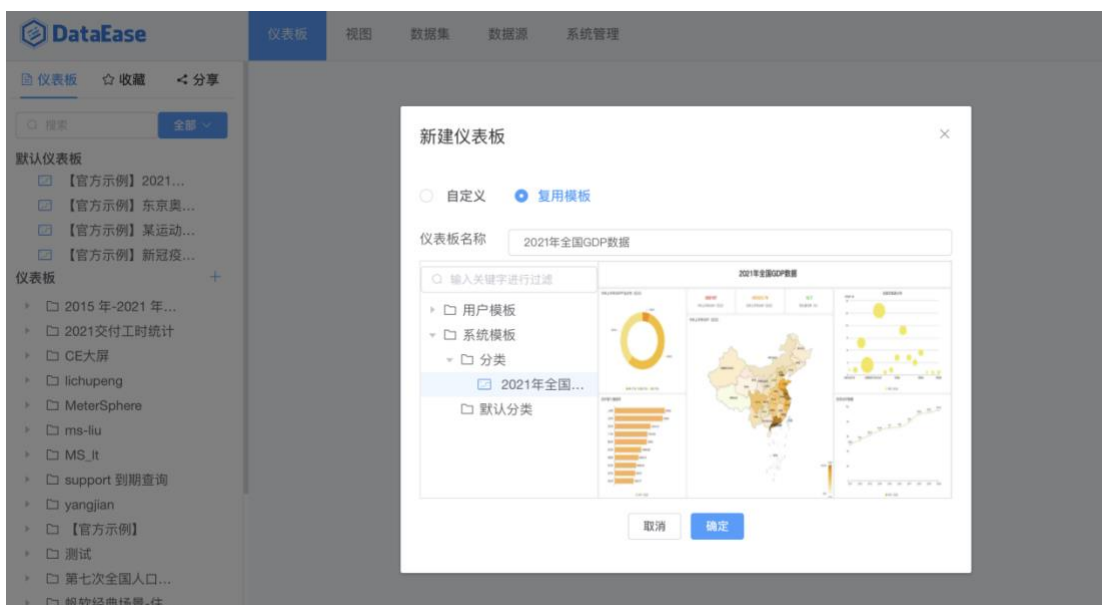 DataEase
仪表板 视图 数据集 数据源 系统管理
仪表板 收藏 分享
搜索 全部
默认仪表板
【官方示例】2021...
【官方示例】东京奥...
【官方示例】某运动...
【官方示例】新冠疫...
仪表板
2015 年-2021 年...
2021交付工时统计
CE大屏
lichupeng
MeterSphere
ms-liu
MS_lt
support 到期查询
yangjian
【官方示例】
测试
第七次全国人口...
新建仪表板
自定义 复用模板
仪表板名称 2021年全国GDP数据
输入关键字进行过滤
用户模板
系统模板
分类
2021年全国...
默认分类
2021年全国GDP数据
取消 确定